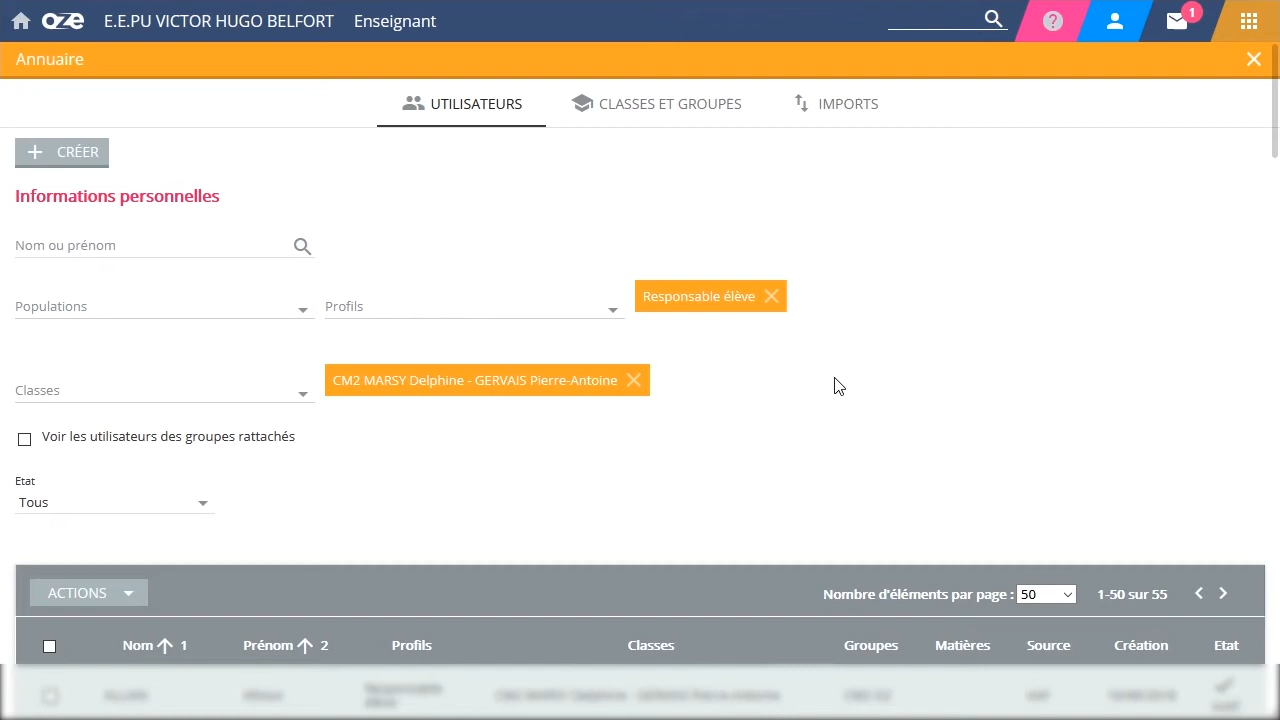 oze E.E.PU VICTOR HUGO BELFORT Enseignant ? 1
Annuaire
UTILISATEURS CLASSES ET GROUPES IMPORTS
CRÉER
Informations personnelles
Nom ou prénom
Populations Profils Responsable élève
Classes CM2 MARSY Delphine - GERVAIS Pierre-Antoine
Voir les utilisateurs des groupes rattachés
Etat
Tous
ACTIONS Nombre d'éléments par page : 50 1-50 sur 55
Nom 1 Prénom 2 Profils Classes Groupes Matières Source Création Etat